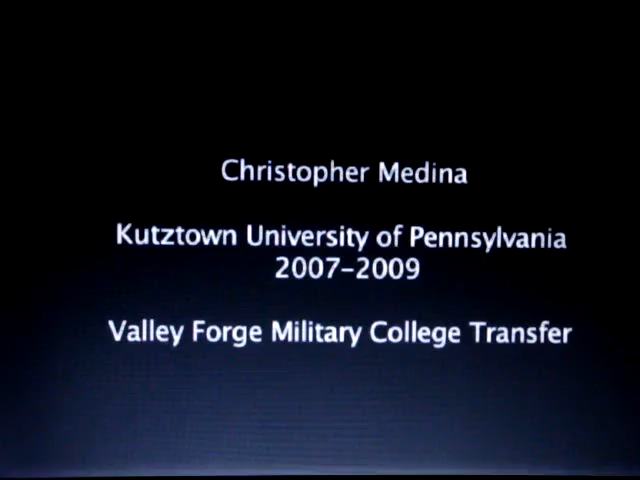 Christopher Medina
Kutztown University of Pennsylvania
2007-2009
Valley Forge Military College Transfer